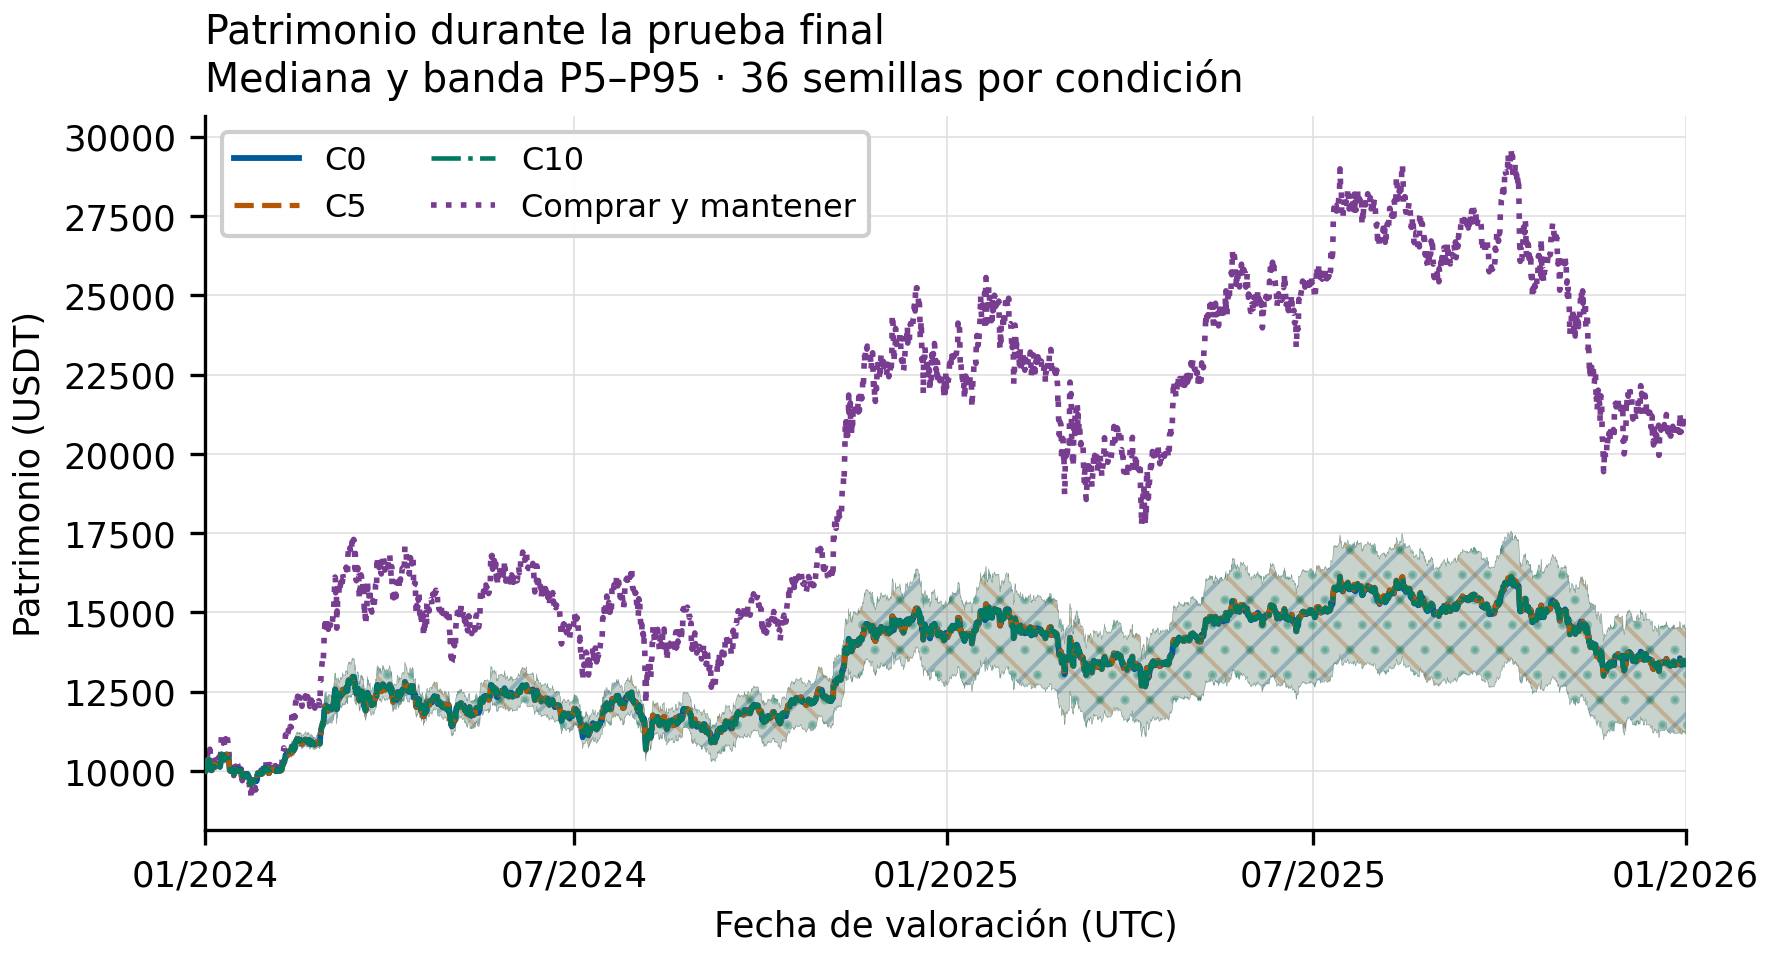 Patrimonio durante la prueba final
Mediana y banda P5–P95 · 36 semillas por condición
C0
C5
C10
Comprar y mantener
Patrimonio (USDT)
30000
27500
25000
22500
20000
17500
15000
12500
10000
01/2024
07/2024
01/2025
07/2025
01/2026
Fecha de valoración (UTC)